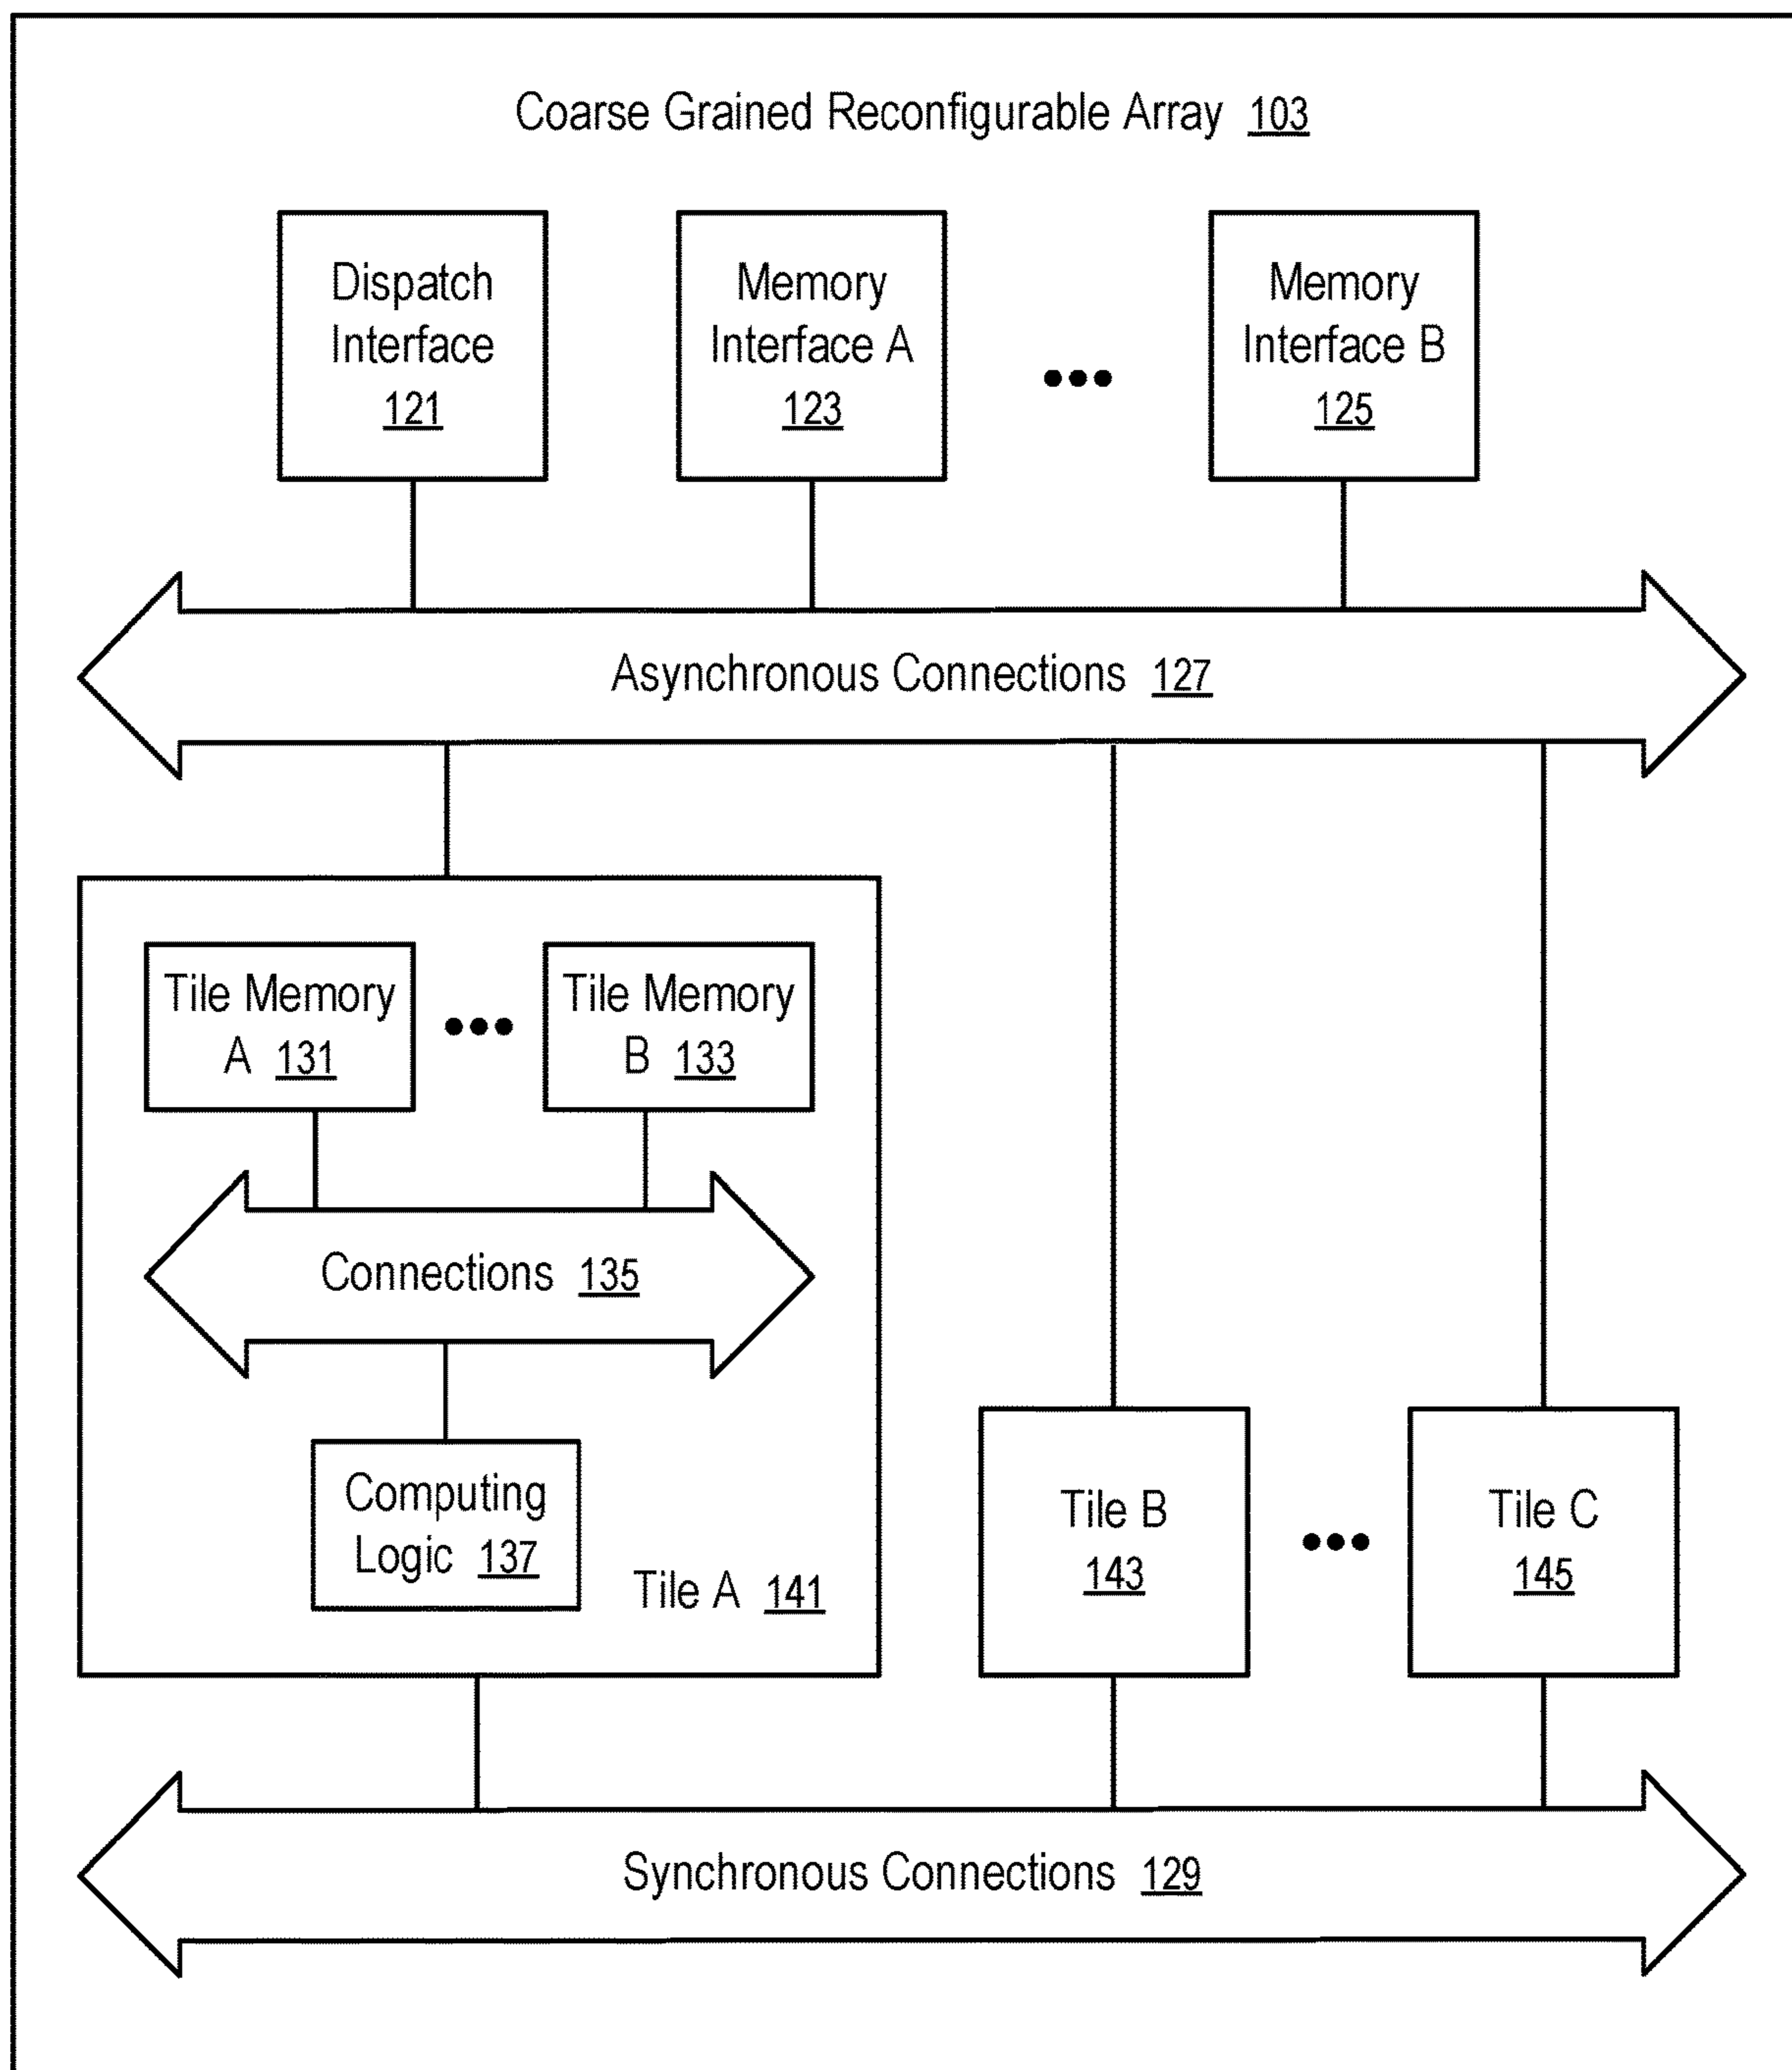 Coarse Grained Reconfigurable Array 103
Dispatch
Interface
121
Memory
Interface A
123
Memory
Interface B
125
Asynchronous Connections 127
Tile Memory
A 131
Tile Memory
B 133
Connections 135
Computing
Logic 137
Tile A 141
Tile B
143
Tile C
145
Synchronous Connections 129